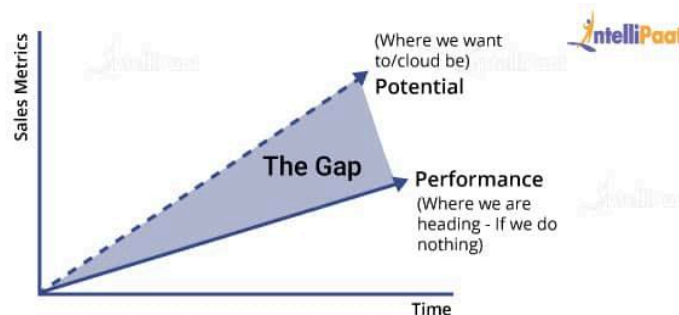 Sales Metrics
(Where we want
to/cloud be)
Potential
IntelliPaat
The Gap
Performance
(Where we are
heading - If we do
nothing)
Time